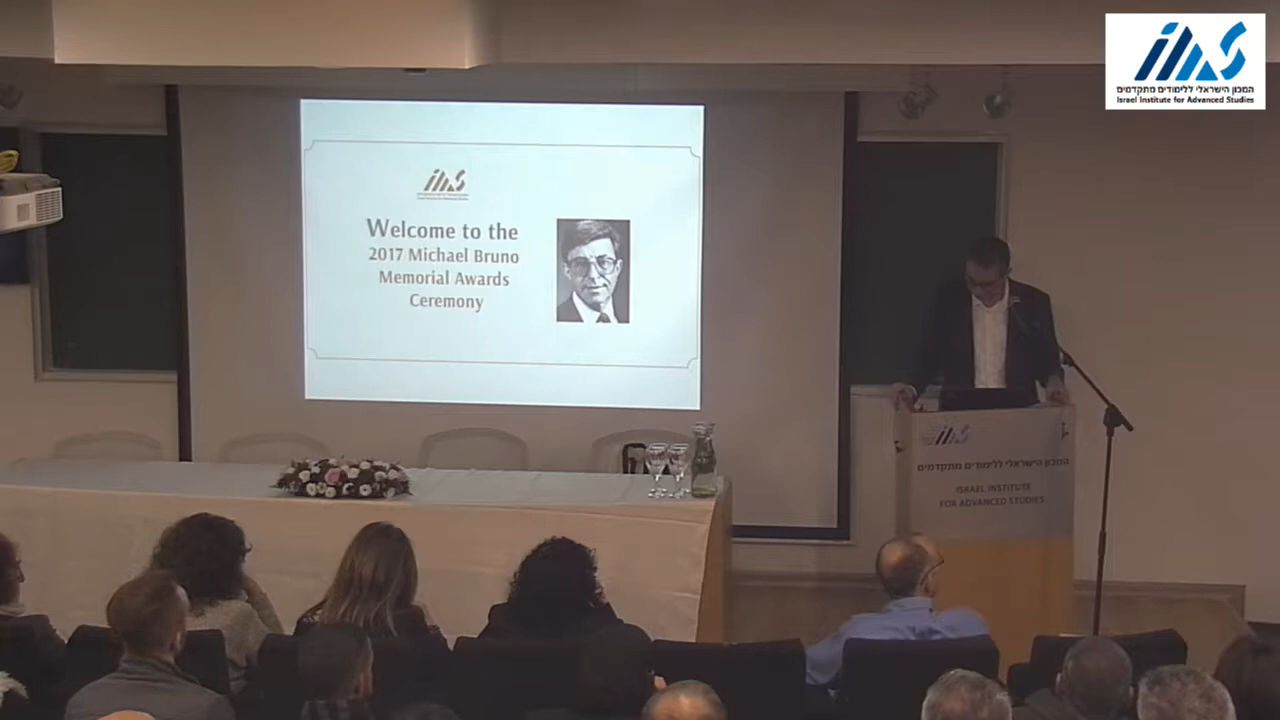 המכון הישראלי ללימודים מתקדמים
Israel Institute for Advanced Studies
Welcome to the
2017 Michael Bruno
Memorial Awards
Ceremony
המכון הישראלי ללימודים מתקדמים
ISRAEL INSTITUTE
FOR ADVANCED STUDIES